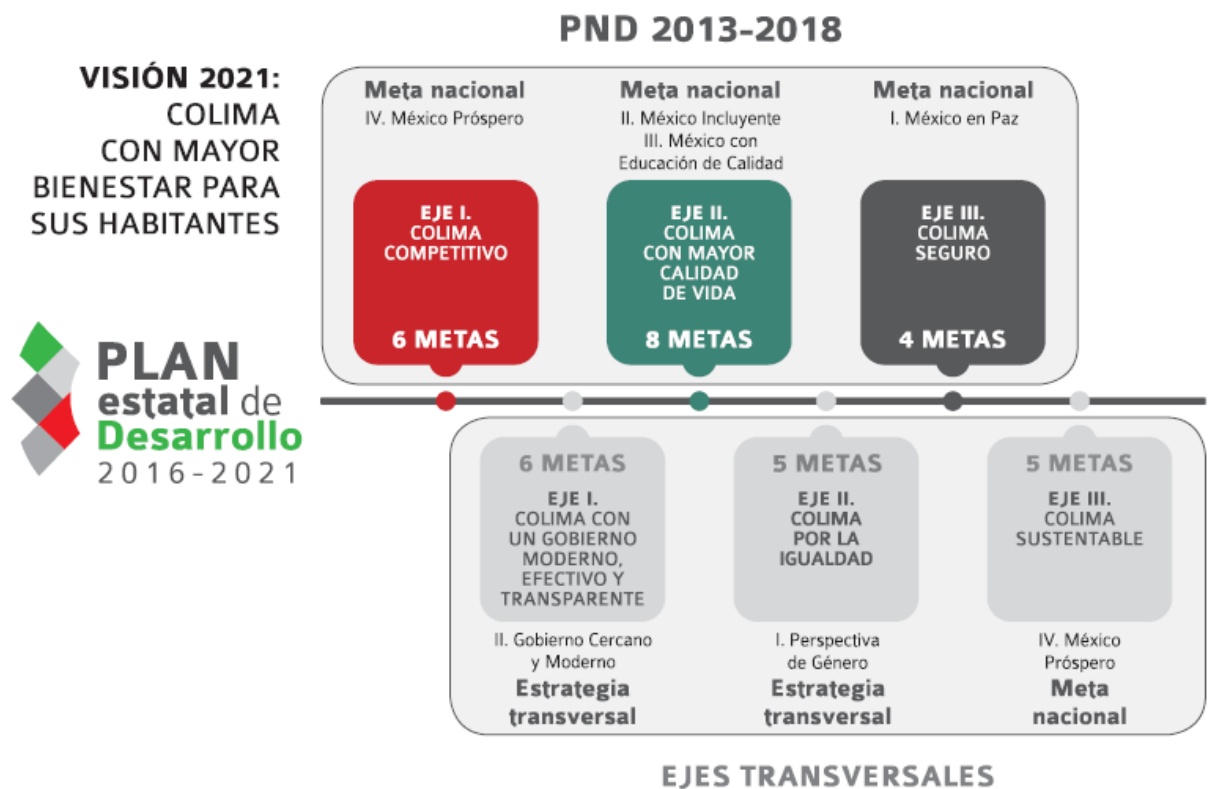 PND 2013-2018
VISIÓN 2021:
COLIMA
CON MAYOR
BIENESTAR PARA
SUS HABITANTES
Meta nacional
IV. México Próspero
EJE I.
COLIMA
COMPETITIVO
6 METAS
Meta nacional
II. México Incluyente
III. México con
Educación de Calidad
EJE II.
COLIMA
CON MAYOR
CALIDAD
DE VIDA
8 METAS
Meta nacional
I. México en Paz
EJE III.
COLIMA
SEGURO
4 METAS
PLAN
estatal de
Desarrollo
2016-2021
6 METAS
EJE I.
COLIMA CON
UN GOBIERNO
MODERNO,
EFECTIVO Y
TRANSPARENTE
II. Gobierno Cercano
y Moderno
Estrategia
transversal
5 METAS
EJE II.
COLIMA
POR LA
IGUALDAD
I. Perspectiva
de Género
Estrategia
transversal
5 METAS
EJE III.
COLIMA
SUSTENTABLE
IV. México
Próspero
Meta
nacional
EJES TRANSVERSALES